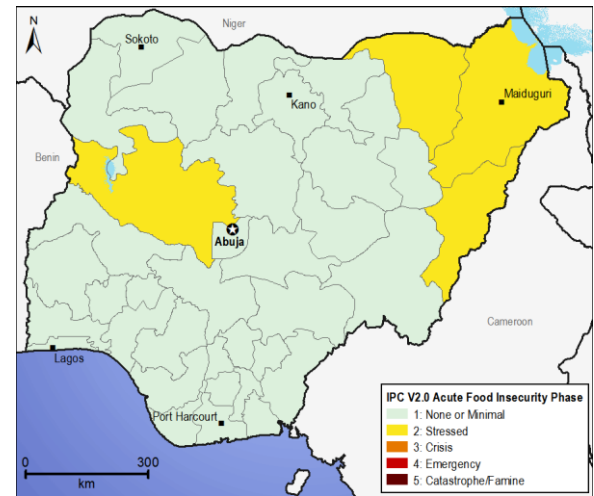 N
Niger
Sokoto
Maiduguri
Kano
Benin
Abuja
Cameroon
Lagos
Port Harcourt
IPC V2.0 Acute Food Insecurity Phase
1: None or Minimal
2: Stressed
3: Crisis
4: Emergency
5: Catastrophe/Famine
0 300
km